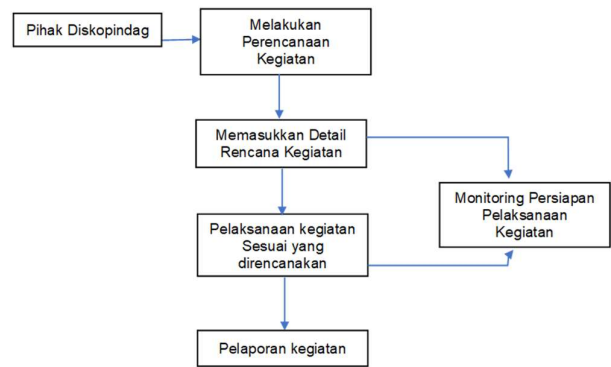 Pihak Diskopindag
Melakukan
Perencanaan
Kegiatan
Memasukkan Detail
Rencana Kegiatan
Monitoring Persiapan
Pelaksanaan
Kegiatan
Pelaksanaan kegiatan
Sesuai yang
direncanakan
Pelaporan kegiatan